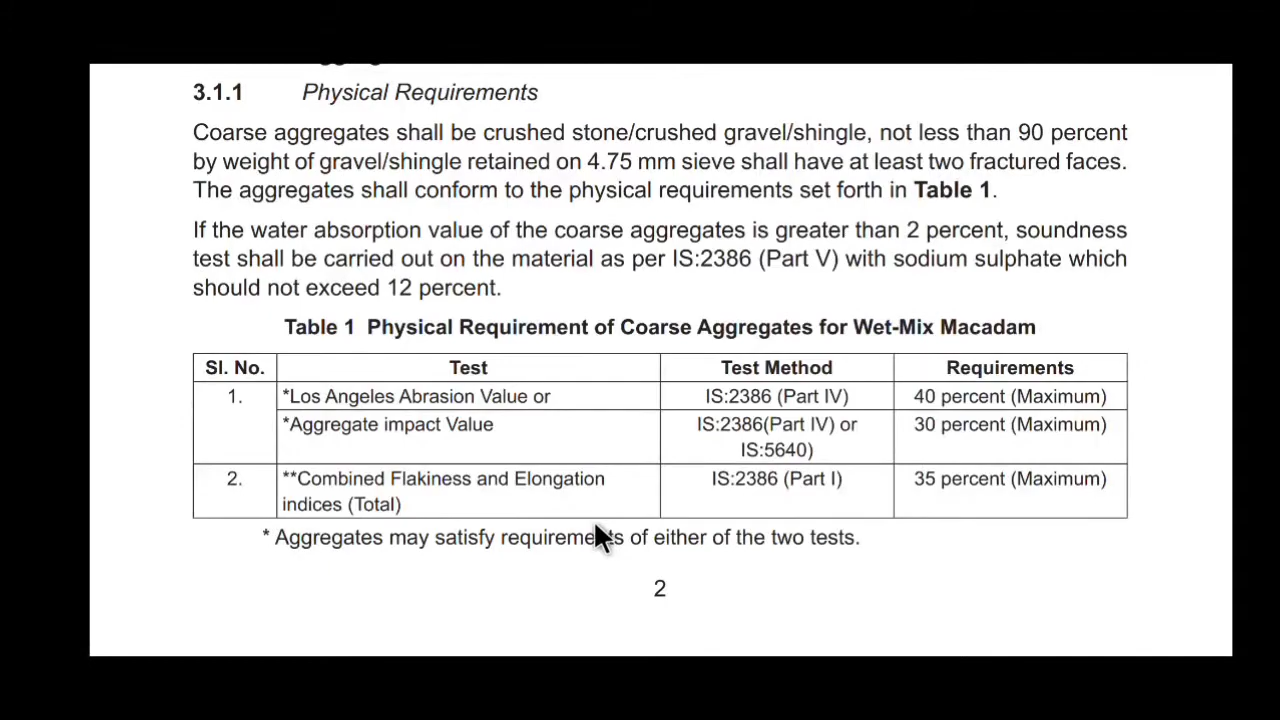 3.1.1 Physical Requirements
Coarse aggregates shall be crushed stone/crushed gravel/shingle, not less than 90 percent
by weight of gravel/shingle retained on 4.75 mm sieve shall have at least two fractured faces.
The aggregates shall conform to the physical requirements set forth in Table 1.
If the water absorption value of the coarse aggregates is greater than 2 percent, soundness
test shall be carried out on the material as per IS:2386 (Part V) with sodium sulphate which
should not exceed 12 percent.
Table 1 Physical Requirement of Coarse Aggregates for Wet-Mix Macadam
Sl. No. Test Test Method Requirements
1. *Los Angeles Abrasion Value or IS:2386 (Part IV) 40 percent (Maximum)
*Aggregate impact Value IS:2386(Part IV) or 30 percent (Maximum)
IS:5640)
2. **Combined Flakiness and Elongation IS:2386 (Part I) 35 percent (Maximum)
indices (Total)
* Aggregates may satisfy requirements of either of the two tests.
2